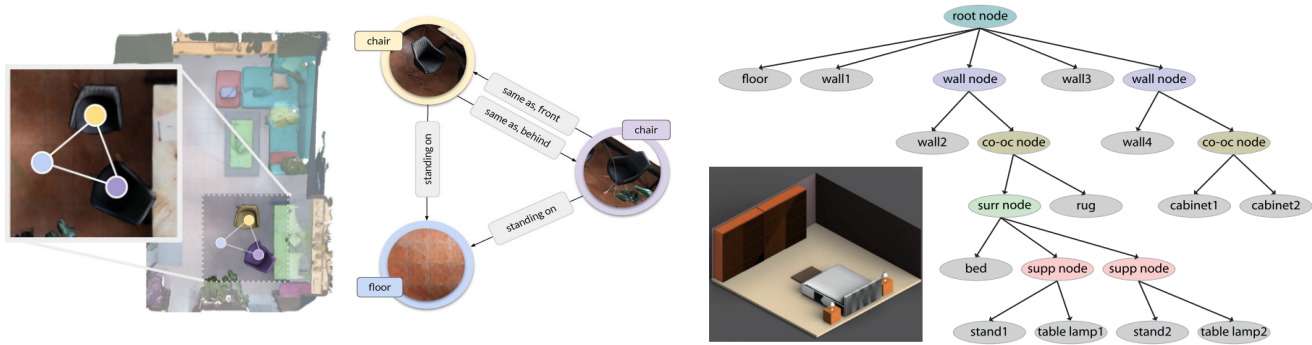 chair
same as, front
same as, behind
chair
standing on
standing on
floor
root node
floor
wall1
wall node
wall3
wall node
wall2
co-oc node
wall4
co-oc node
surr node
rug
cabinet1
cabinet2
bed
supp node
supp node
stand1
table lamp1
stand2
table lamp2